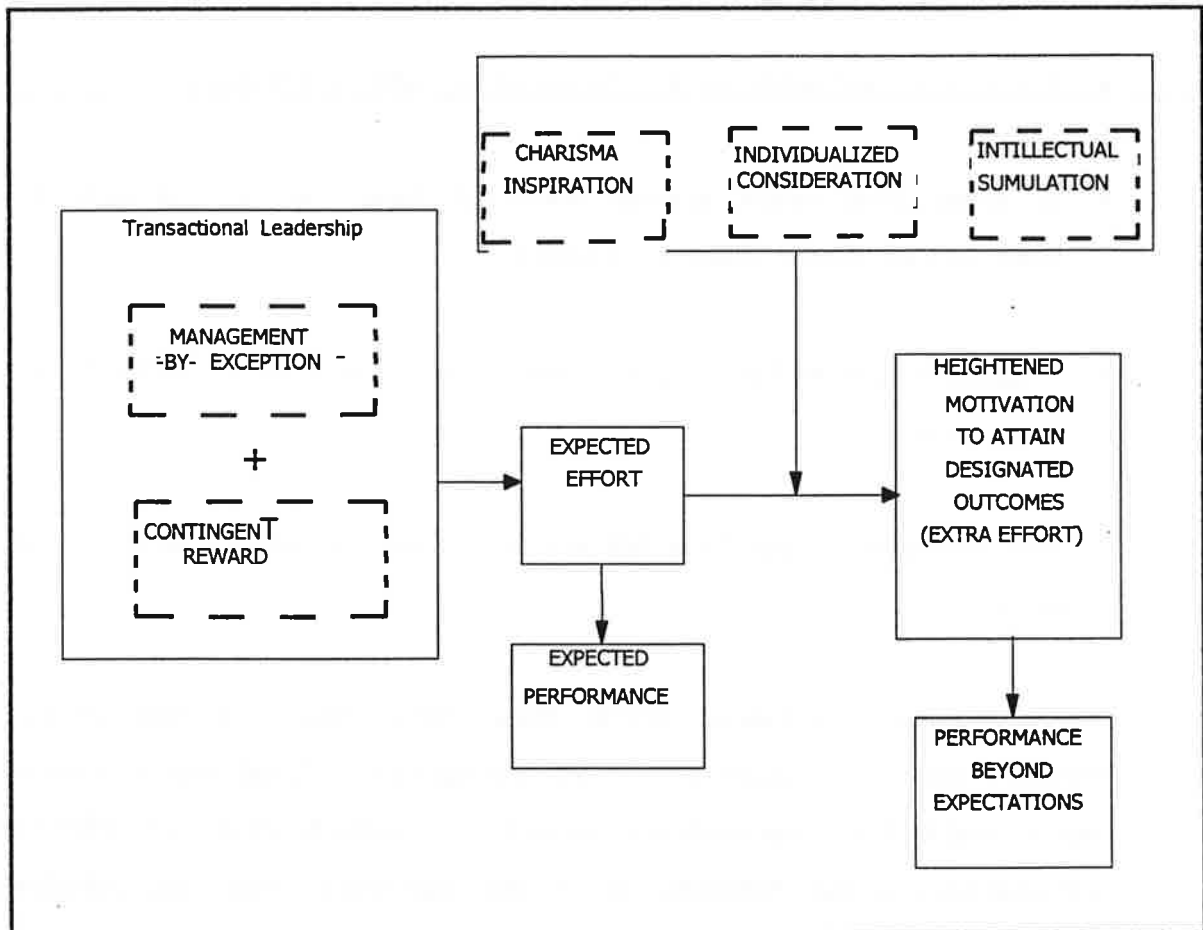 CHARISMA
INSPIRATION
INDIVIDUALIZED
CONSIDERATION
INTILLECTUAL
SUMULATION
Transactional Leadership
MANAGEMENT
-BY- EXCEPTION -
+
CONTINGENT
REWARD
EXPECTED
EFFORT
HEIGHTENED
MOTIVATION
TO ATTAIN
DESIGNATED
OUTCOMES
(EXTRA EFFORT)
EXPECTED
PERFORMANCE
PERFORMANCE
BEYOND
EXPECTATIONS